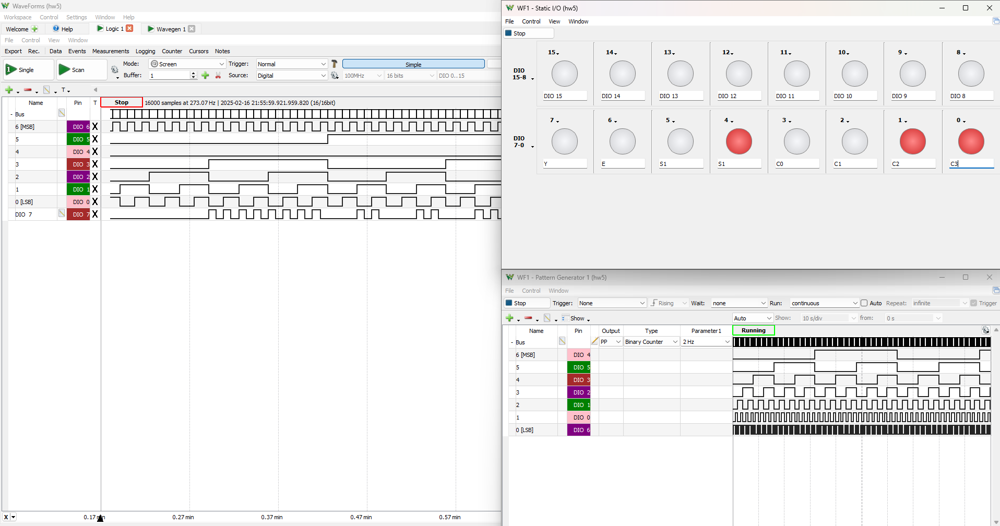 WaveForms (hw5)
Workspace Control Settings Window Help
Welcome Help Logic 1 Wavegen 1
File Control View Window
Export Rec. Data Events Measurements Logging Counter Cursors Notes
1 Single Scan Mode: Screen Trigger: Normal Simple
Buffer: 1 Source: Digital 100MHz 16 bits DIO 0..15
T
Name Pin T Stop 16000 samples at 273.07 Hz | 2025-02-16 21:55:59.921.959.820 (16/16bit)
- Bus
6 [MSB] DIO 6 X
5 DIO 5 X
4 DIO 4 X
3 DIO 3 X
2 DIO 2 X
1 DIO 1 X
0 [LSB] DIO 0 X
DIO 7 DIO 7 X
X 0.17 min 0.27 min 0.37 min 0.47 min 0.57 min
WF1 - Static I/O (hw5)
File Control View Window
Stop
15 14 13 12 11 10 9 8
DIO
15-8
DIO 15 DIO 14 DIO 13 DIO 12 DIO 11 DIO 10 DIO 9 DIO 8
7 6 5 4 3 2 1 0
DIO
7-0
Y E S1 S1 C0 C1 C2 C3
WF1 - Pattern Generator 1 (hw5)
File Control Window
Stop Trigger: None Rising Wait: none Run: continuous Auto Repeat: infinite Trigger
Show Auto Show: 10 s/div from: 0 s
Name Pin Output Type Parameter1 Running
- Bus PP Binary Counter 2 Hz
6 [MSB] DIO 4
5 DIO 5
4 DIO 3
3 DIO 2
2 DIO 1
1 DIO 0
0 [LSB] DIO 6